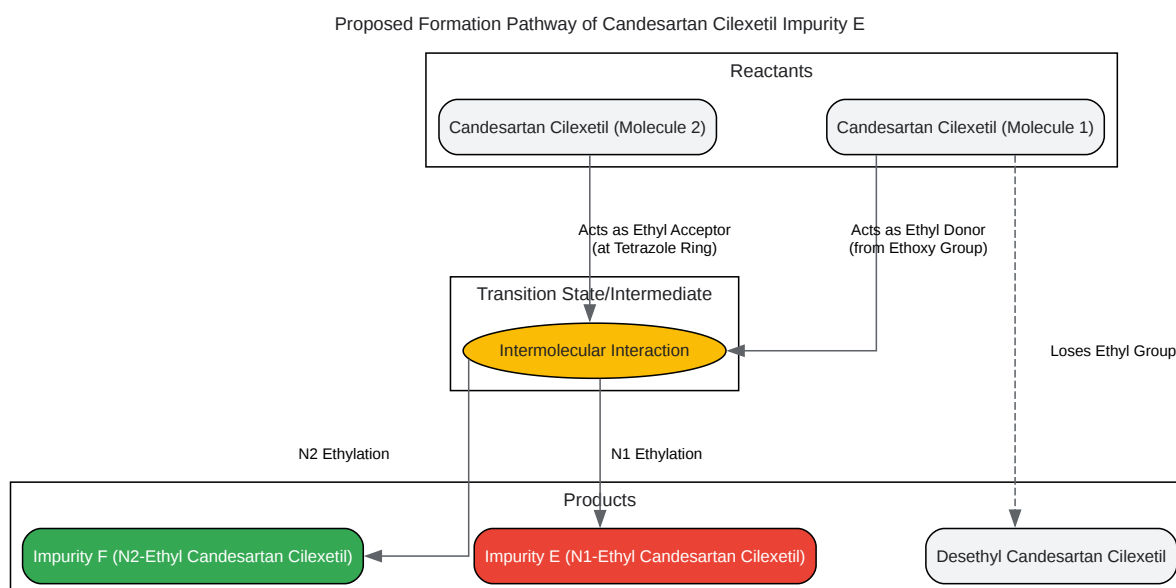 Proposed Formation Pathway of Candesartan Cilexetil Impurity E
Reactants
Candesartan Cilexetil (Molecule 2)
Candesartan Cilexetil (Molecule 1)
Acts as Ethyl Acceptor
(at Tetrazole Ring)
Acts as Ethyl Donor
(from Ethoxy Group)
Transition State/Intermediate
Intermolecular Interaction
Loses Ethyl Group
N2 Ethylation
N1 Ethylation
Products
Impurity F (N2-Ethyl Candesartan Cilexetil)
Impurity E (N1-Ethyl Candesartan Cilexetil)
Desethyl Candesartan Cilexetil